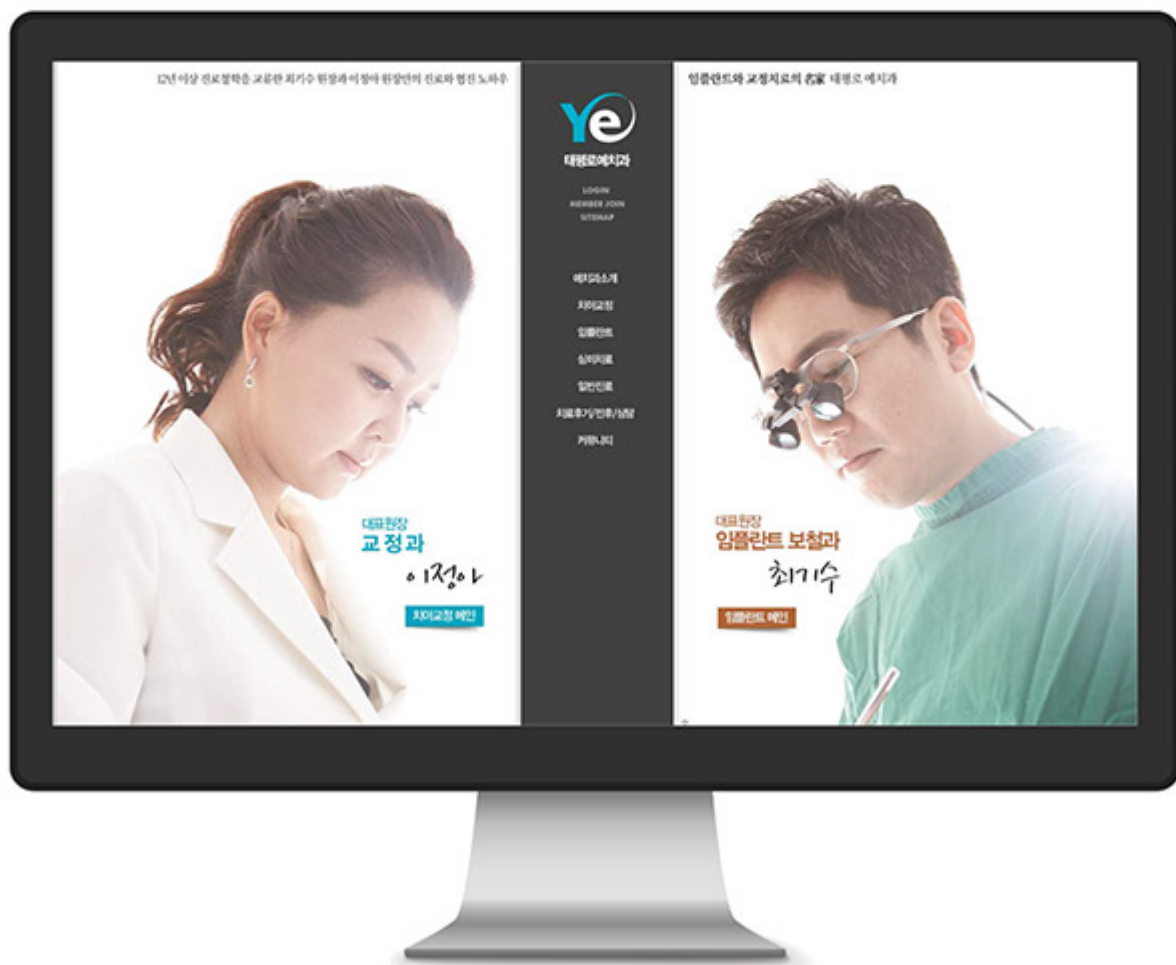 12년 이상 진료철학을 교류한 최기수 원장과 이정아 원장만의 진료와 협진 노하우
대표원장
교정과
이정아
치아교정 메인
Ye
태평로예치과
LOGIN
MEMBER JOIN
SITEMAP
예치과소개
치아교정
임플란트
심미치료
일반진료
치료후기/전후/상담
커뮤니티
임플란트와 교정치료의 名家 태평로 예치과
대표원장
임플란트 보철과
최기수
임플란트 메인